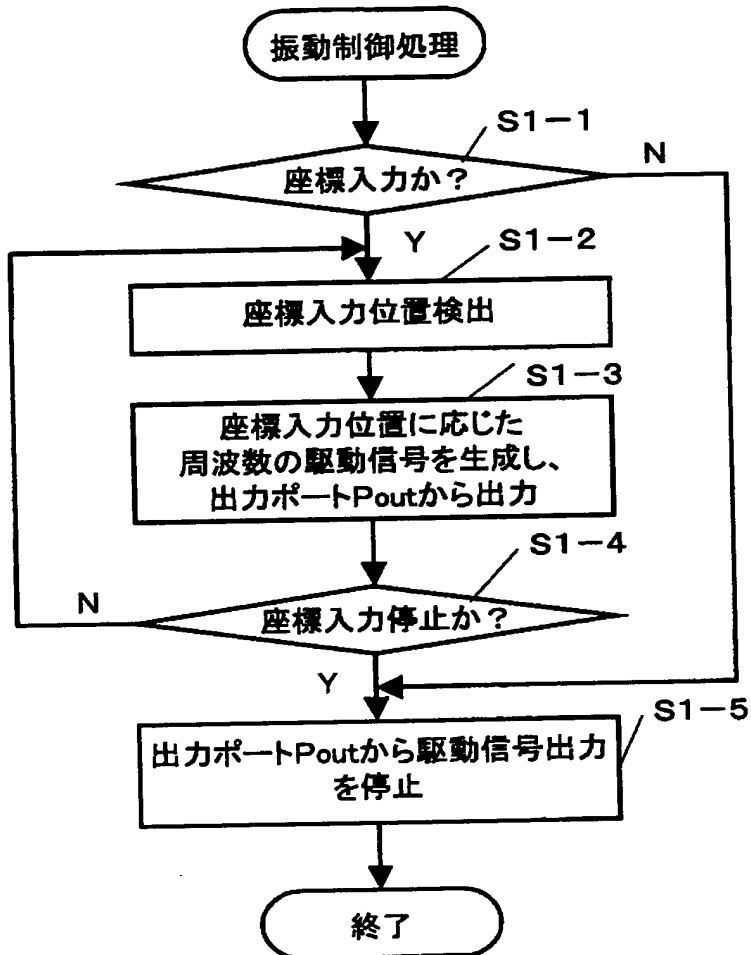 振動制御処理
S1-1
座標入力か?
N
Y
S1-2
座標入力位置検出
S1-3
座標入力位置に応じた
周波数の駆動信号を生成し、
出力ポートPoutから出力
S1-4
座標入力停止か?
N
Y
S1-5
出力ポートPoutから駆動信号出力
を停止
終了